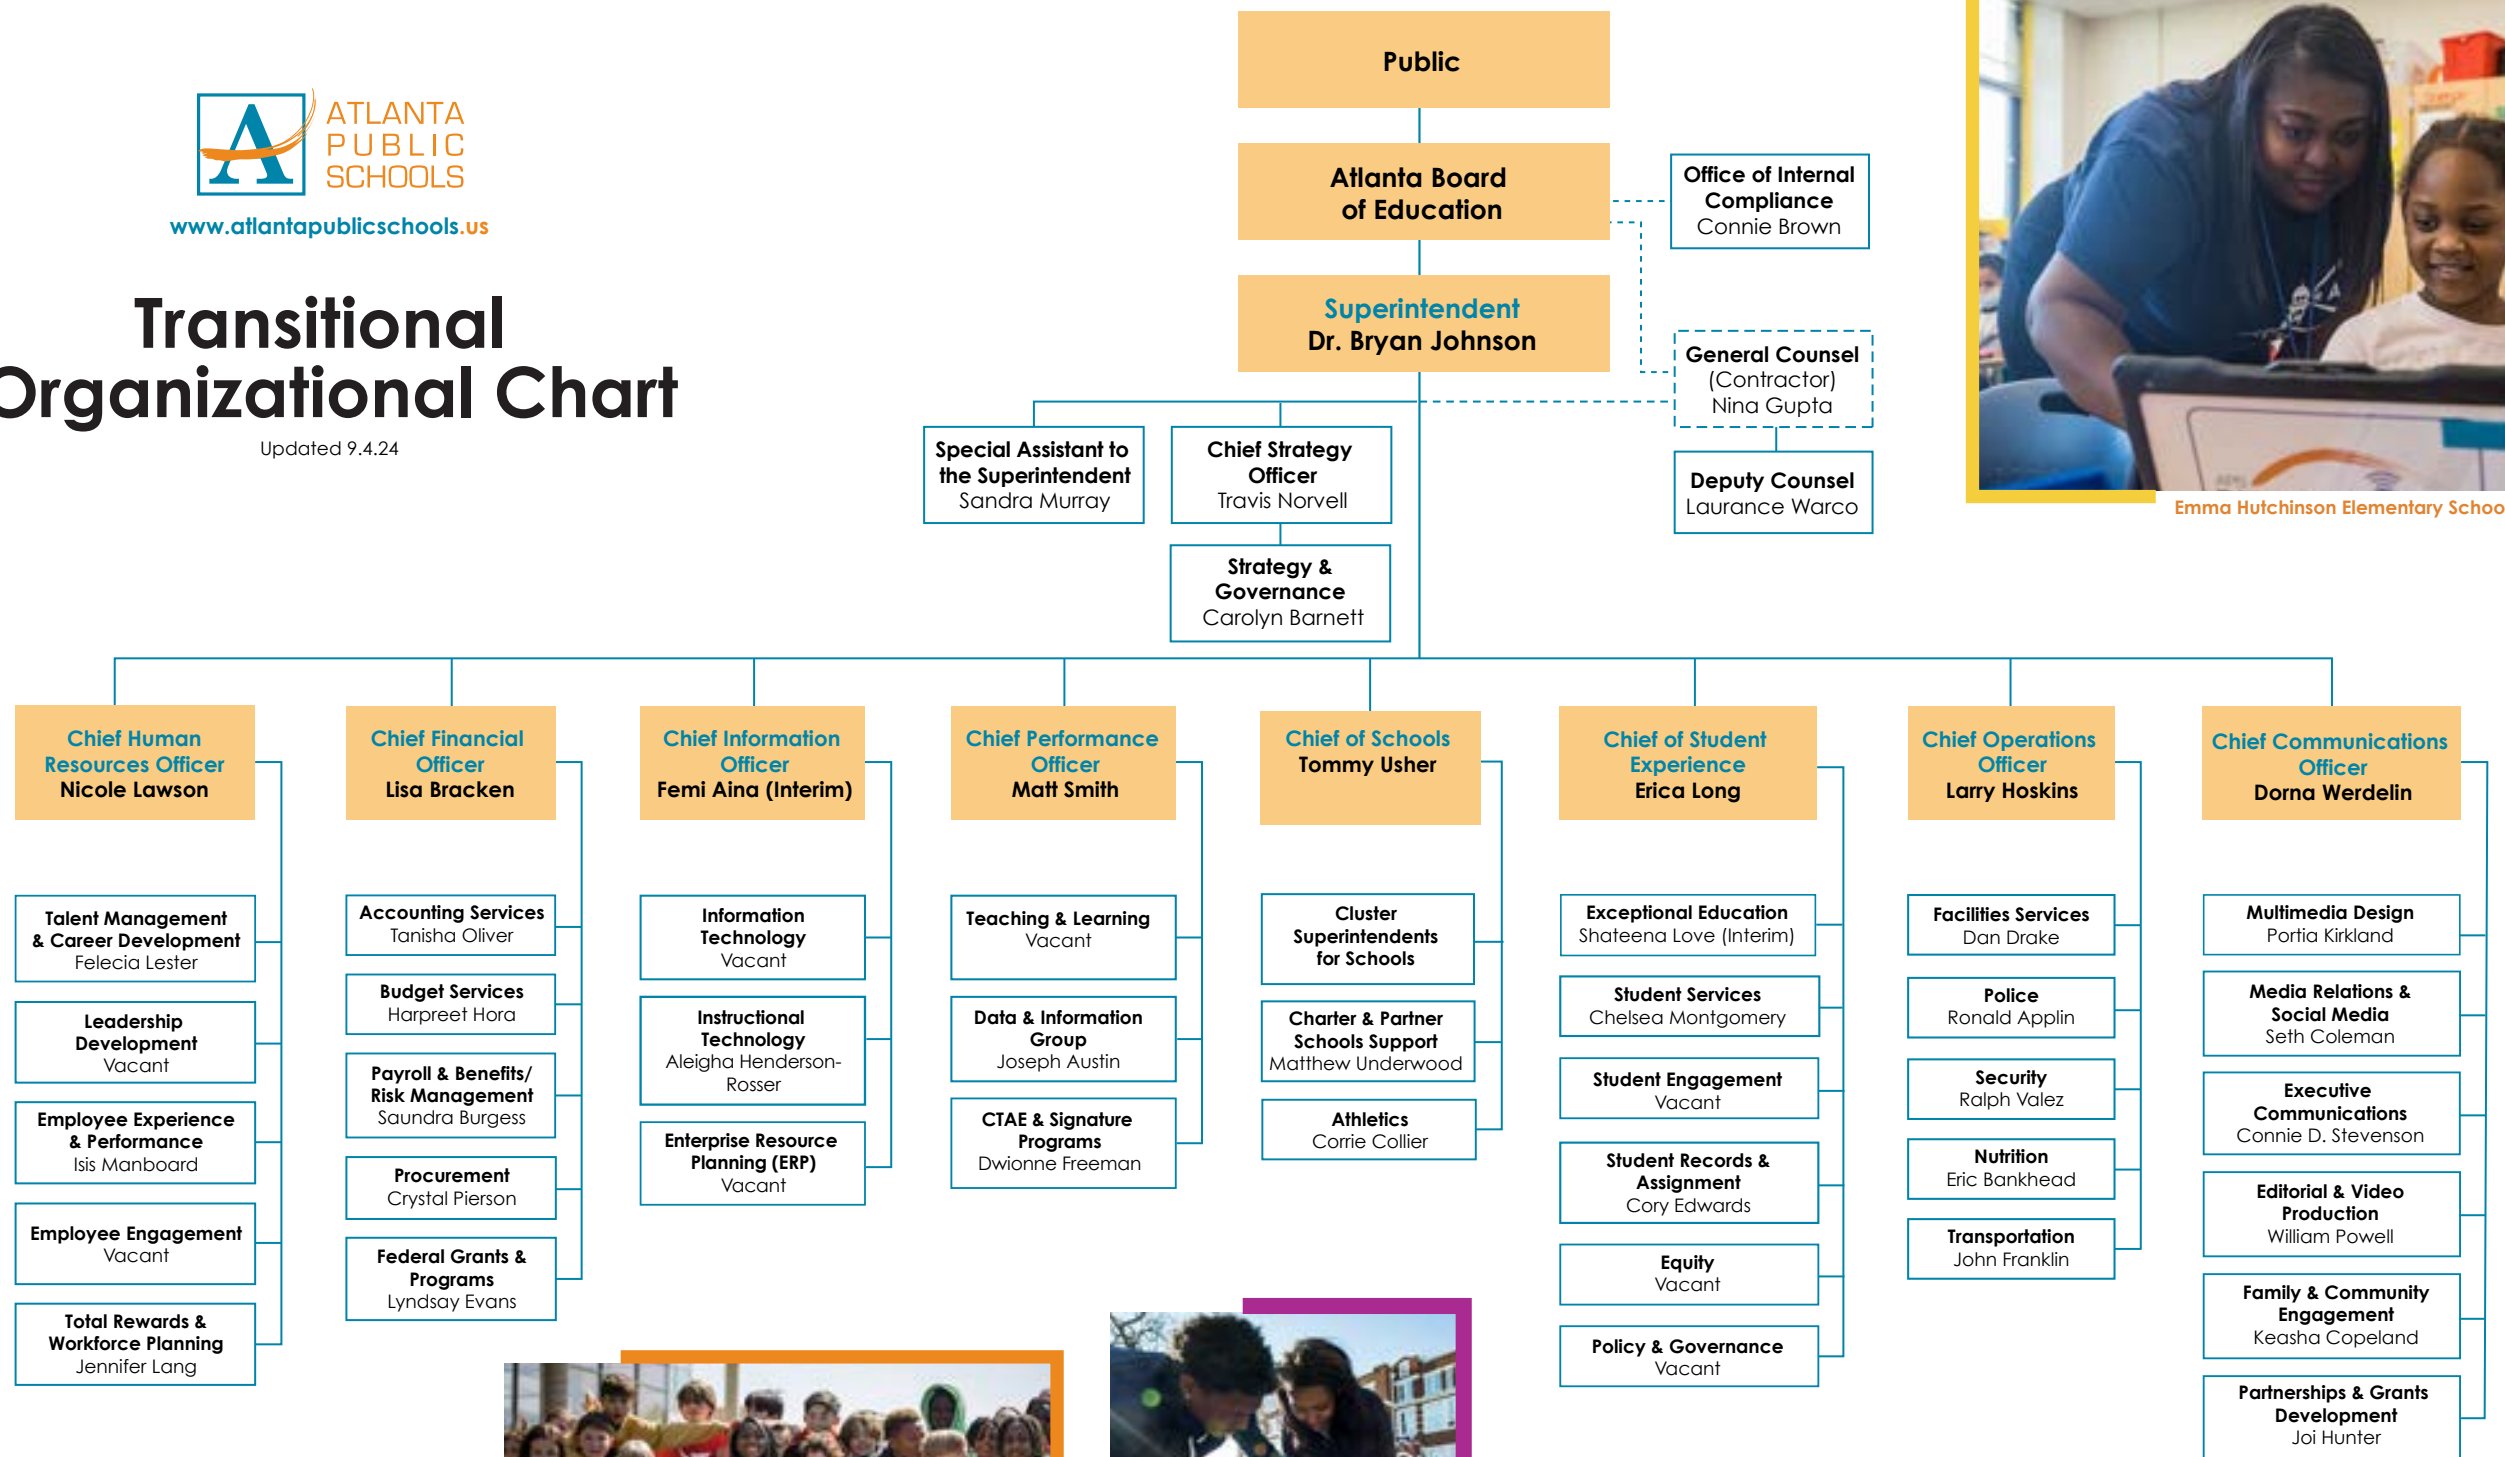 ATLANTA
PUBLIC
SCHOOLS
www.atlantapublicschools.us
Transitional
Organizational Chart
Updated 9.4.24
Public
Atlanta Board
of Education
Superintendent
Dr. Bryan Johnson
Office of Internal
Compliance
Connie Brown
General Counsel
(Contractor)
Nina Gupta
Deputy Counsel
Laurance Warco
Special Assistant to
the Superintendent
Sandra Murray
Chief Strategy
Officer
Travis Norvell
Strategy &
Governance
Carolyn Barnett
Emma Hutchinson Elementary Schoo
Chief Human
Resources Officer
Nicole Lawson
Talent Management
& Career Development
Felecia Lester
Leadership
Development
Vacant
Employee Experience
& Performance
Isis Manboard
Employee Engagement
Vacant
Total Rewards &
Workforce Planning
Jennifer Lang
Chief Financial
Officer
Lisa Bracken
Accounting Services
Tanisha Oliver
Budget Services
Harpreet Hora
Payroll & Benefits/
Risk Management
Saundra Burgess
Procurement
Crystal Pierson
Federal Grants &
Programs
Lyndsay Evans
Chief Information
Officer
Femi Aina (Interim)
Information
Technology
Vacant
Instructional
Technology
Aleigha Henderson-
Rosser
Enterprise Resource
Planning (ERP)
Vacant
Chief Performance
Officer
Matt Smith
Teaching & Learning
Vacant
Data & Information
Group
Joseph Austin
CTAE & Signature
Programs
Dwionne Freeman
Chief of Schools
Tommy Usher
Cluster
Superintendents
for Schools
Charter & Partner
Schools Support
Matthew Underwood
Athletics
Corrie Collier
Chief of Student
Experience
Erica Long
Exceptional Education
Shateena Love (Interim)
Student Services
Chelsea Montgomery
Student Engagement
Vacant
Student Records &
Assignment
Cory Edwards
Equity
Vacant
Policy & Governance
Vacant
Chief Operations
Officer
Larry Hoskins
Facilities Services
Dan Drake
Police
Ronald Applin
Security
Ralph Valez
Nutrition
Eric Bankhead
Transportation
John Franklin
Chief Communications
Officer
Dorna Werdelin
Multimedia Design
Portia Kirkland
Media Relations &
Social Media
Seth Coleman
Executive
Communications
Connie D. Stevenson
Editorial & Video
Production
William Powell
Family & Community
Engagement
Keasha Copeland
Partnerships & Grants
Development
Joi Hunter